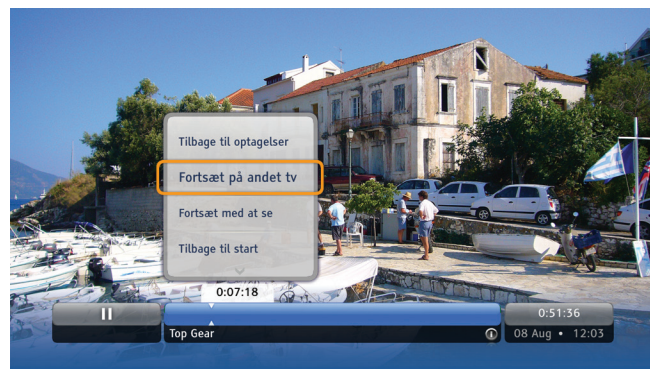 Tilbage til optagelser
Fortsæt på andet tv
Fortsæt med at se
Tilbage til start
0:07:18
0:51:36
Top Gear
08 Aug • 12:03